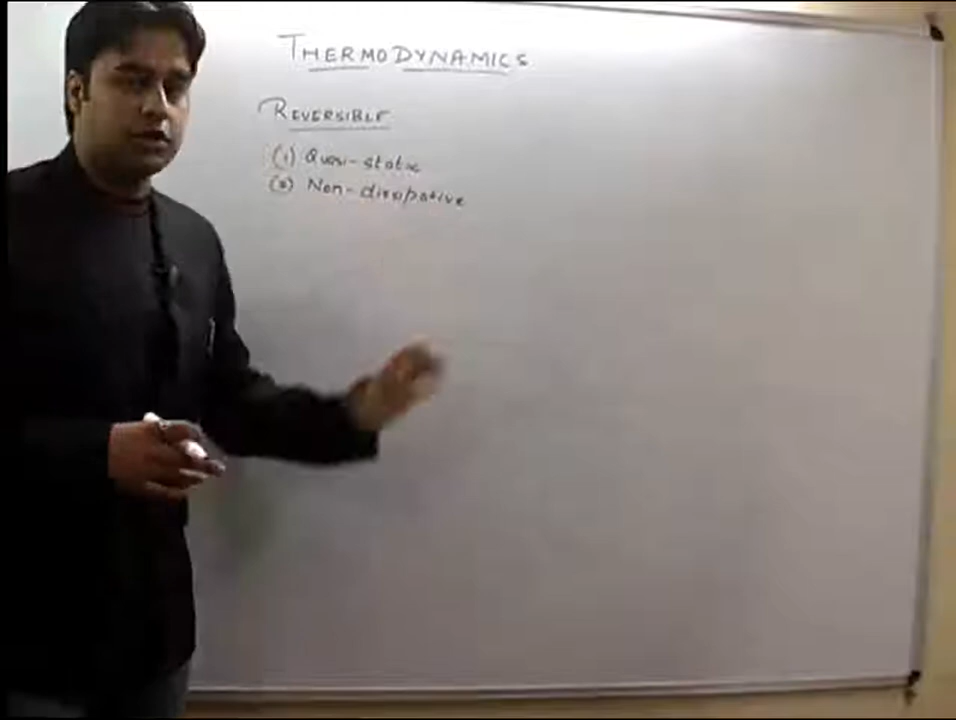 THERMODYNAMICS
REVERSIBLE
(1) Quasi-static
(2) Non-dissipative